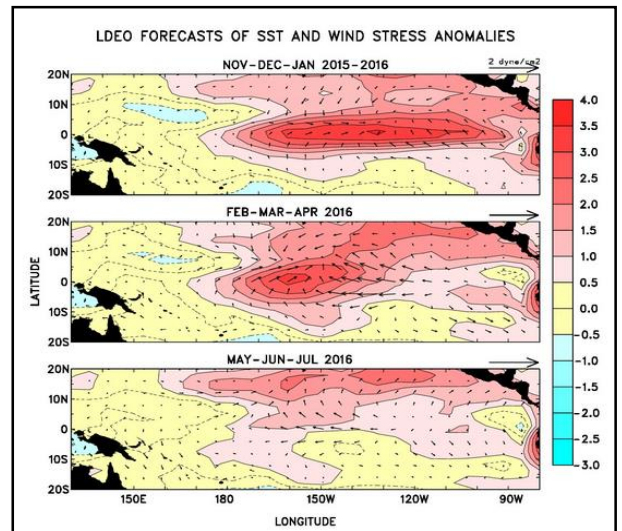 LDEO FORECASTS OF SST AND WIND STRESS ANOMALIES
NOV-DEC-JAN 2015-2016
2 dyne/cm2
20N
10N
0
10S
20S
FEB-MAR-APR 2016
20N
10N
0
10S
20S
MAY-JUN-JUL 2016
20N
10N
0
10S
20S
150E 180 150W 120W 90W
LATITUDE
LONGITUDE
4.0
3.5
3.0
2.5
2.0
1.5
1.0
0.5
0.0
-0.5
-1.0
-1.5
-2.0
-2.5
-3.0